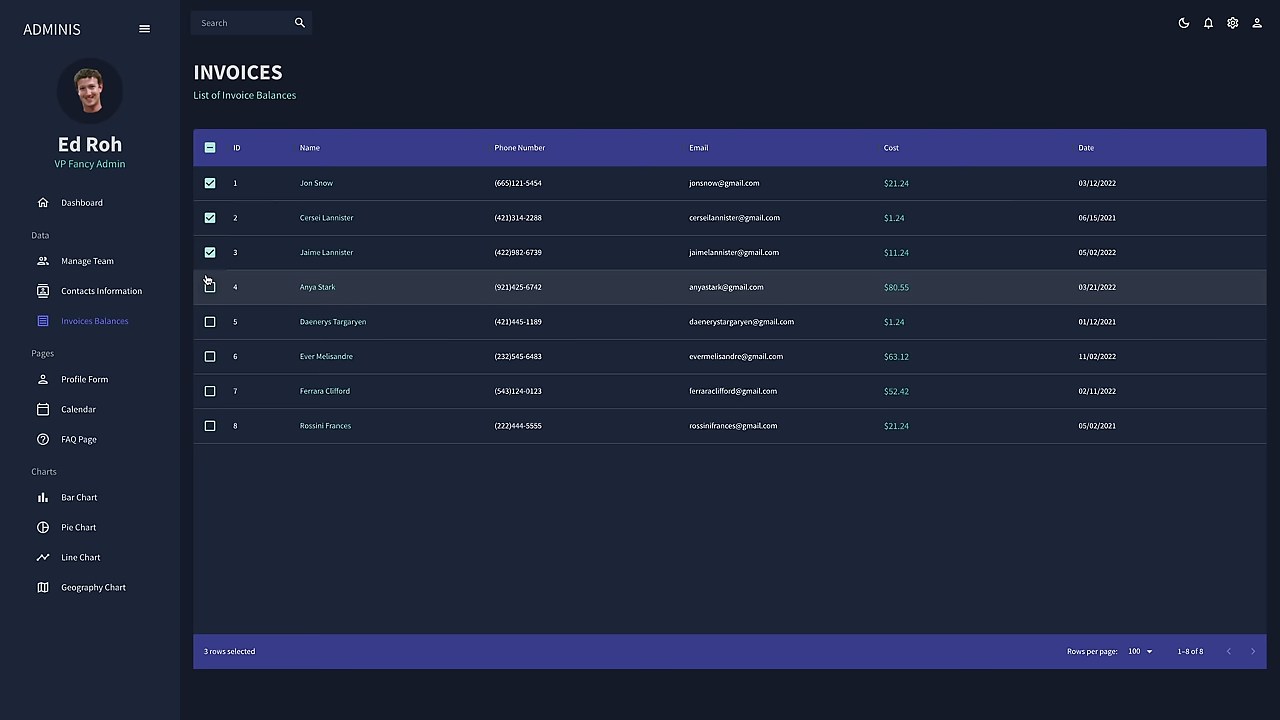 ADMINIS
Ed Roh
VP Fancy Admin
Dashboard
Data
Manage Team
Contacts Information
Invoices Balances
Pages
Profile Form
Calendar
FAQ Page
Charts
Bar Chart
Pie Chart
Line Chart
Geography Chart
Search
INVOICES
List of Invoice Balances
ID Name Phone Number Email Cost Date
1 Jon Snow (665)121-5454 jonsnow@gmail.com $21.24 03/12/2022
2 Cersei Lannister (421)314-2288 cerseilannister@gmail.com $1.24 06/15/2021
3 Jaime Lannister (422)982-6739 jaimelannister@gmail.com $11.24 05/02/2022
4 Anya Stark (921)425-6742 anyastark@gmail.com $80.55 03/21/2022
5 Daenerys Targaryen (421)445-1189 daenerystargaryen@gmail.com $1.24 01/12/2021
6 Ever Melisandre (232)545-6483 evermelisandre@gmail.com $63.12 11/02/2022
7 Ferrara Clifford (543)124-0123 ferraraclifford@gmail.com $52.42 02/11/2022
8 Rossini Frances (222)444-5555 rossinifrances@gmail.com $21.24 05/02/2021
3 rows selected Rows per page: 100 1–8 of 8